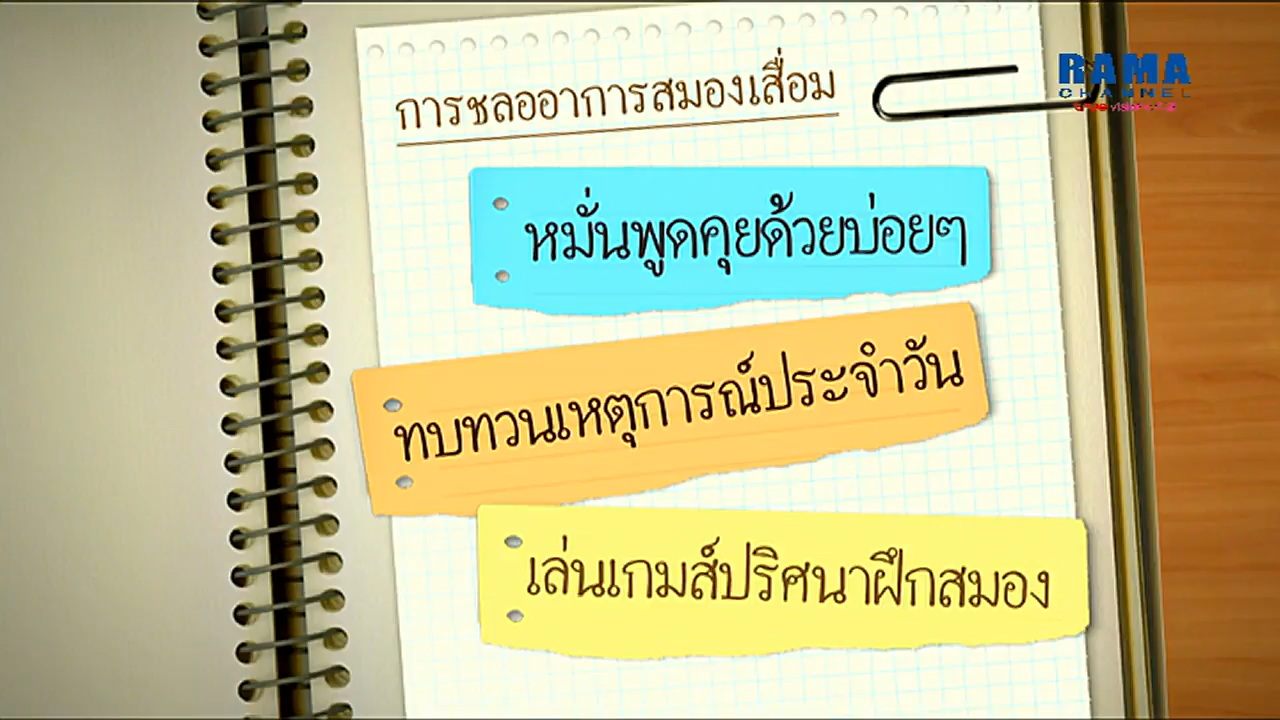 RAMA
CHANNEL
การชลออาการสมองเสื่อม
หมั่นพูดคุยด้วยบ่อยๆ
ทบทวนเหตุการณ์ประจำวัน
เล่นเกมส์ปริศนาฝึกสมอง